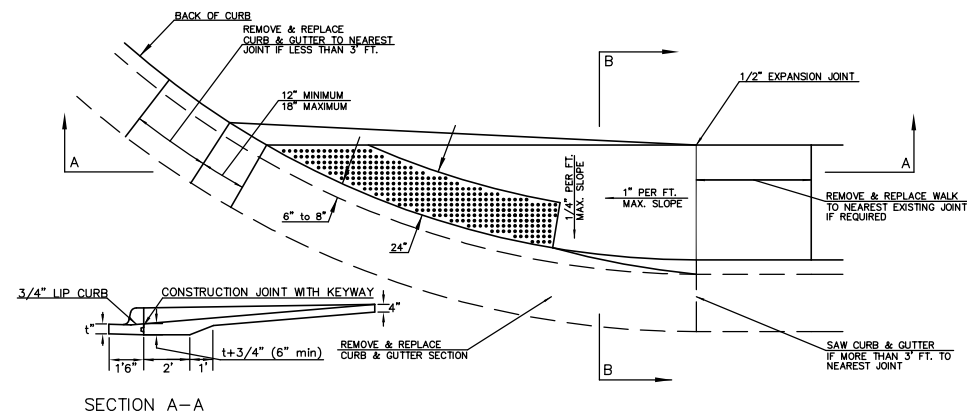 BACK OF CURB
REMOVE & REPLACE
CURB & GUTTER TO NEAREST
JOINT IF LESS THAN 3' FT.
12" MINIMUM
18" MAXIMUM
B
1/2" EXPANSION JOINT
A
A
1/4" PER FT.
MAX. SLOPE
1" PER FT.
MAX. SLOPE
REMOVE & REPLACE WALK
TO NEAREST EXISTING JOINT
IF REQUIRED
6" to 8"
24"
3/4" LIP CURB
CONSTRUCTION JOINT WITH KEYWAY
4"
t"
t+3/4" (6" min)
1'6"
2'
1'
REMOVE & REPLACE
CURB & GUTTER SECTION
SAW CURB & GUTTER
IF MORE THAN 3' FT. TO
NEAREST JOINT
B
SECTION A-A